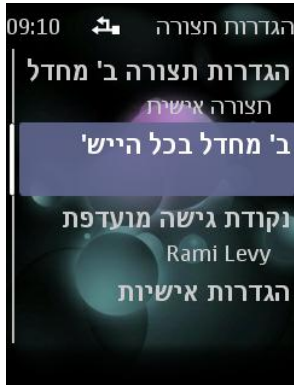 הגדרות תצורה 09:10
הגדרות תצורה ב' מחדל
תצורה אישית
ב' מחדל בכל הייש'
נקודת גישה מועדפת
Rami Levy
הגדרות אישיות